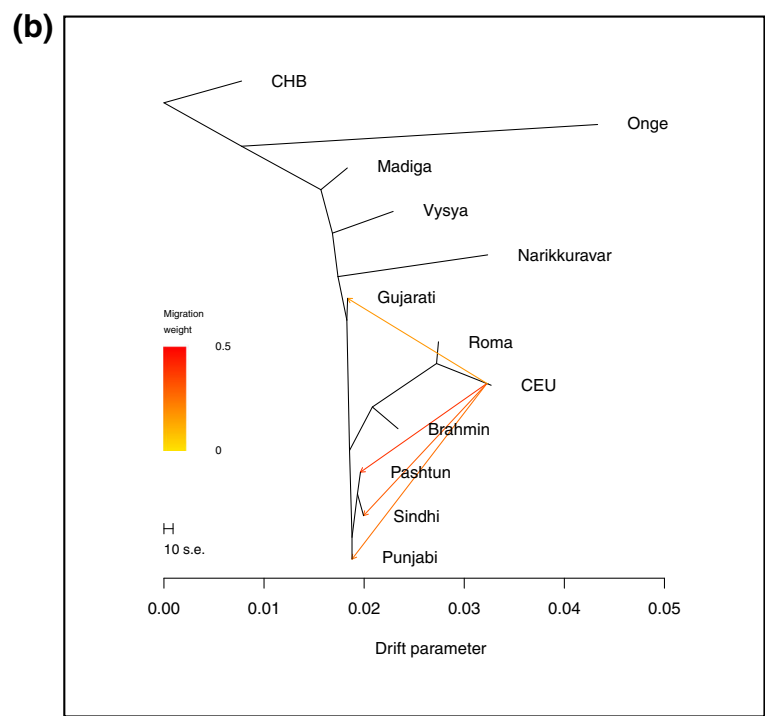 (b)
CHB
Onge
Madiga
Vysya
Narikkuravar
Gujarati
Migration
weight
0.5
Roma
CEU
Brahmin
0
Pashtun
Sindhi
10 s.e.
Punjabi
0.00 0.01 0.02 0.03 0.04 0.05
Drift parameter